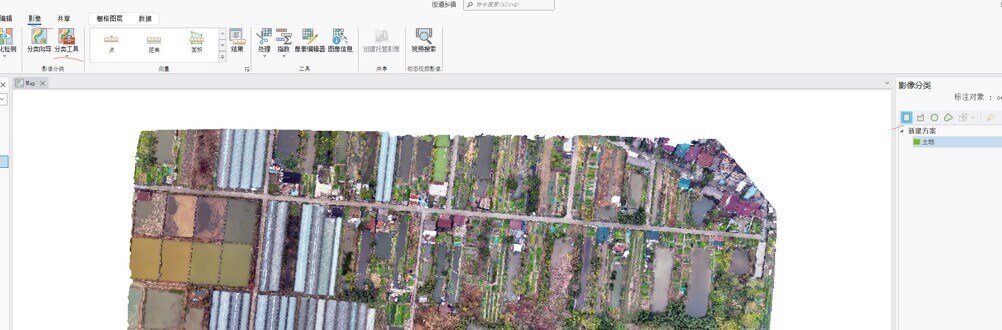 街道乡镇
命令搜索(Alt+Q)
编辑 影像 共享 栅格图层 数据
化检测 分类向导 分类工具 点 距离 面积 结果 处理 指数 像素编辑器 图像信息 创建托管影像 视频搜索
影像分类 测量 工具 共享 动态视频影像
Map
影像分类
标注对象 :
新建方案
土地